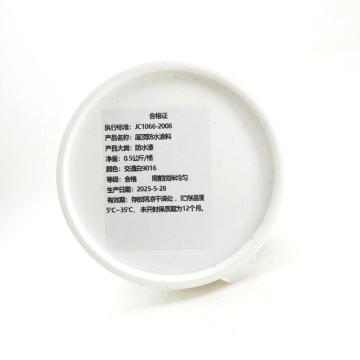 合格证
执行标准：JC1066-2008
产品名称：屋顶防水涂料
产品大类：防水漆
净重：0.5公斤/桶
颜色：交通白9016
等级：合格 用前搅拌均匀
生产日期：2025-5-28
有效期：存放阴凉干燥处，贮存温度
5℃-35℃，未开封保质期为12个月。